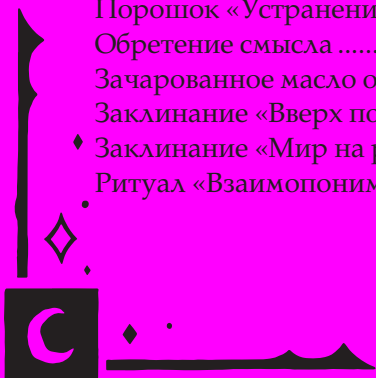 Порошок «Устранени
Обретение смысла ......
Зачарованное масло о
Заклинание «Вверх по
Заклинание «Мир на р
Ритуал «Взаимопоним